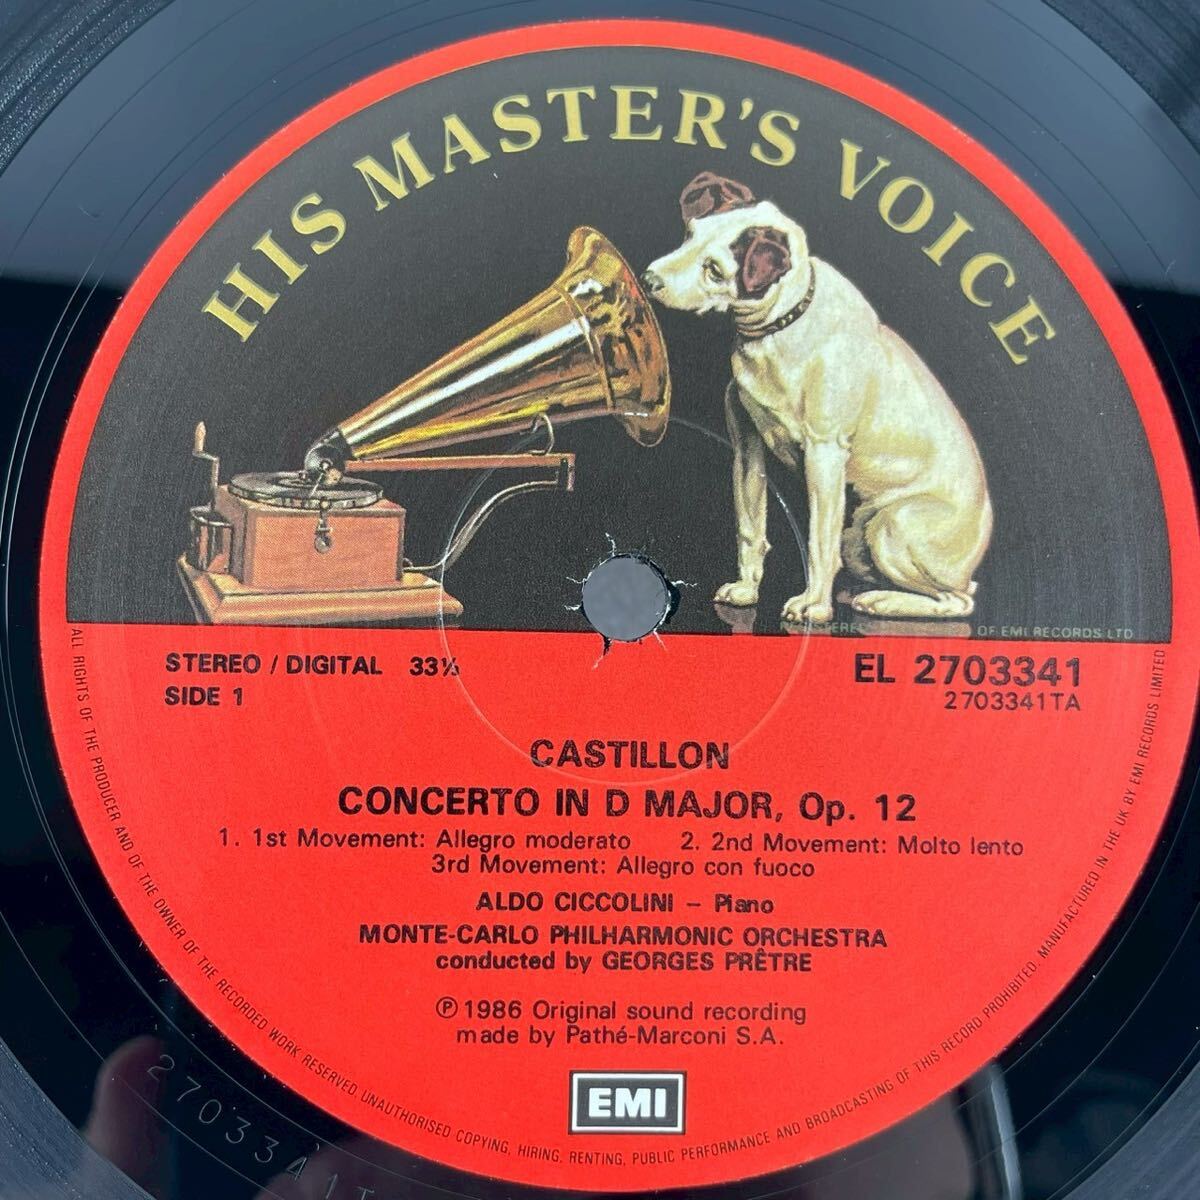 HIS MASTER'S VOICE
OF EMI RECORDS LTD
STEREO / DIGITAL 33⅓
SIDE 1
EL 2703341
2703341TA
CASTILLON
CONCERTO IN D MAJOR, Op. 12
1. 1st Movement: Allegro moderato 2. 2nd Movement: Molto lento
3rd Movement: Allegro con fuoco
ALDO CICCOLINI – Piano
MONTE-CARLO PHILHARMONIC ORCHESTRA
conducted by GEORGES PRÊTRE
Ⓟ 1986 Original sound recording
made by Pathé-Marconi S.A.
EMI
ALL RIGHTS OF THE PRODUCER AND OF THE OWNER OF THE RECORDED WORK RESERVED. UNAUTHORISED COPYING, HIRING, RENTING, PUBLIC PERFORMANCE AND BROADCASTING OF THIS RECORD PROHIBITED. MANUFACTURED IN THE UK BY EMI RECORDS LIMITED
2703341T